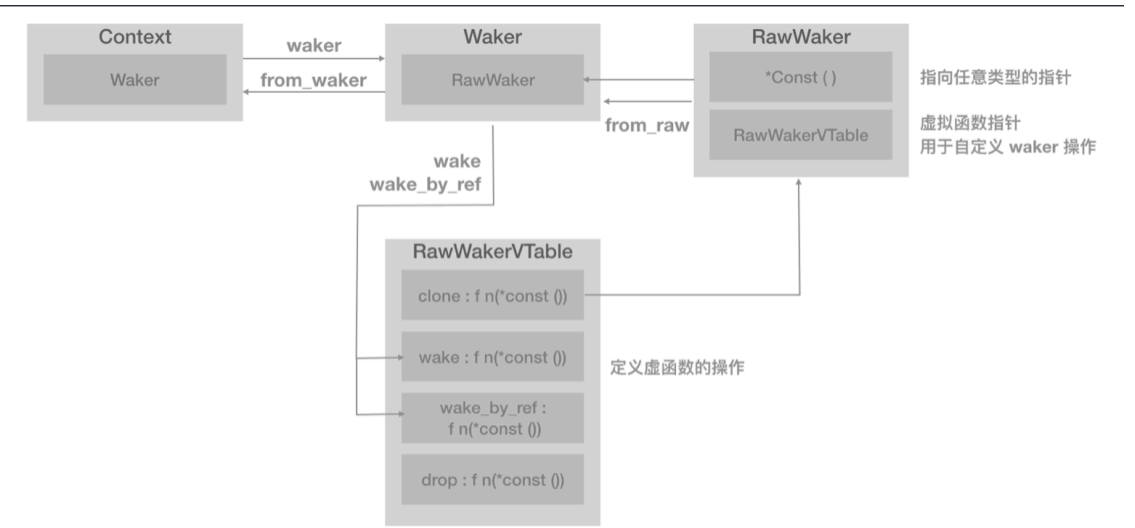 Context
Waker
waker
from_waker
Waker
RawWaker
from_raw
RawWaker
*Const ( )
RawWakerVTable
指向任意类型的指针
虚拟函数指针
用于自定义 waker 操作
wake
wake_by_ref
RawWakerVTable
clone : f n(*const ())
wake : f n(*const ())
wake_by_ref :
f n(*const ())
drop : f n(*const ())
定义虚函数的操作